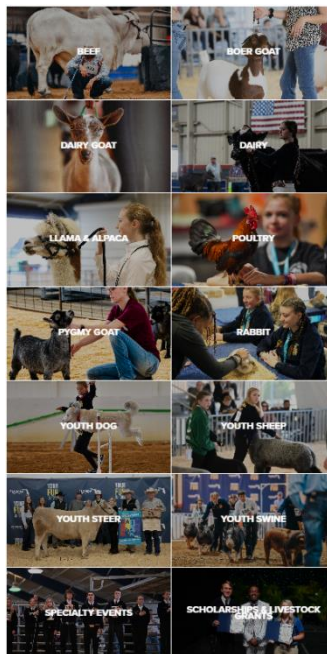 BEEF
BOER GOAT
DAIRY GOAT
DAIRY
LLAMA & ALPACA
POULTRY
PYGMY GOAT
RABBIT
YOUTH DOG
YOUTH SHEEP
YOUTH STEER
YOUTH SWINE
SPECIALTY EVENTS
SCHOLARSHIPS & LIVESTOCK
GRANTS